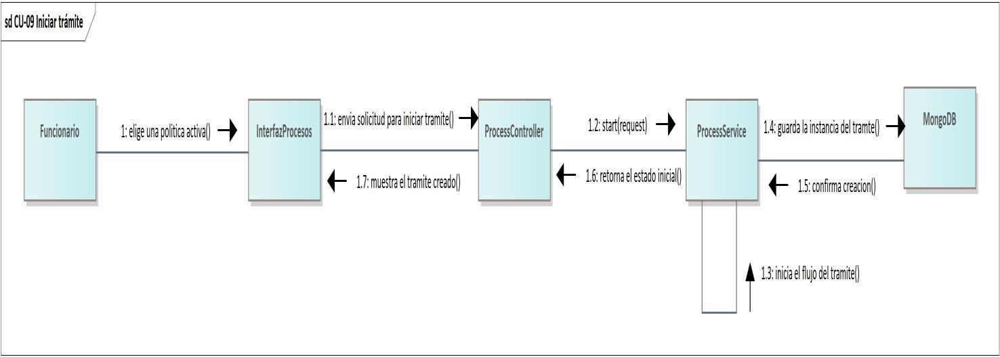 sd CU-09 Iniciar trámite
Funcionario
1: elige una politica activa()
InterfazProcesos
1.1: envia solicitud para iniciar tramite()
1.7: muestra el tramite creado()
ProcessController
1.2: start(request)
1.6: retorna el estado inicial()
ProcessService
1.4: guarda la instancia del tramte()
1.5: confirma creacion()
MongoDB
1.3: inicia el flujo del tramite()